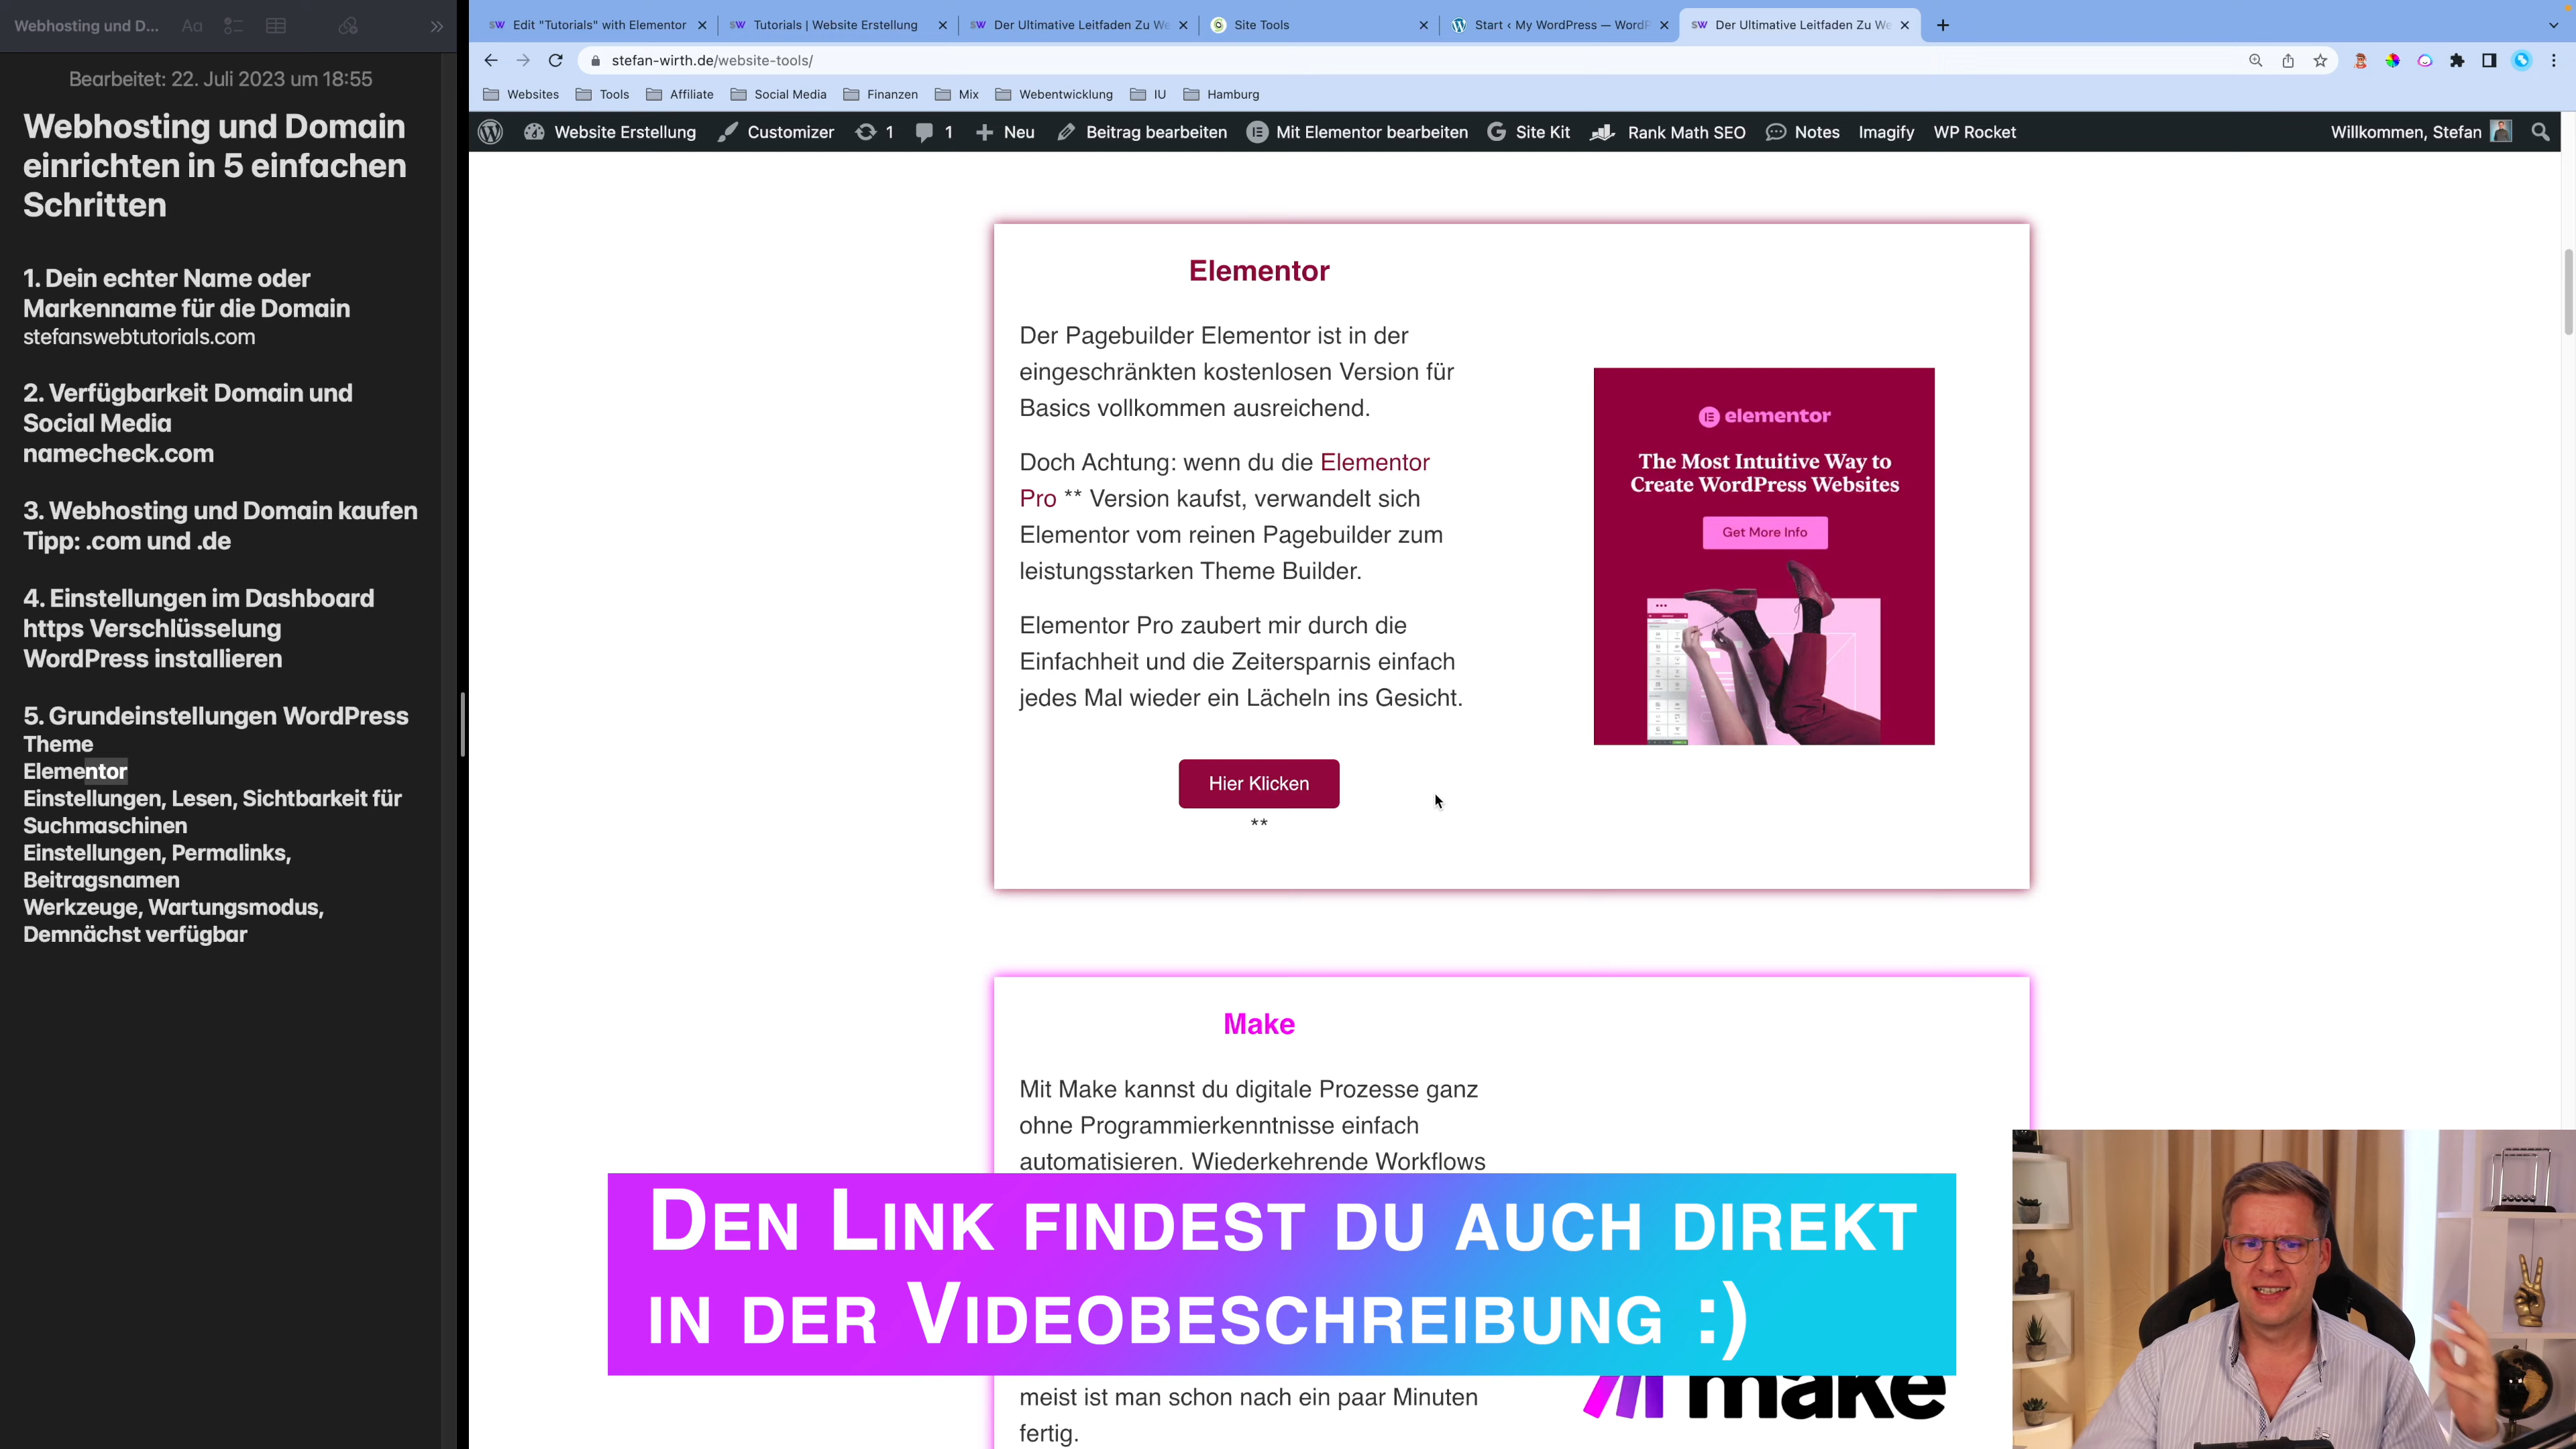 Webhosting und D...
Aa
Bearbeitet: 22. Juli 2023 um 18:55
Webhosting und Domain
einrichten in 5 einfachen
Schritten
1. Dein echter Name oder
Markenname für die Domain
stefanswebtutorials.com
2. Verfügbarkeit Domain und
Social Media
namecheck.com
3. Webhosting und Domain kaufen
Tipp: .com und .de
4. Einstellungen im Dashboard
https Verschlüsselung
WordPress installieren
5. Grundeinstellungen WordPress
Theme
Elementor
Einstellungen, Lesen, Sichtbarkeit für
Suchmaschinen
Einstellungen, Permalinks,
Beitragsnamen
Werkzeuge, Wartungsmodus,
Demnächst verfügbar
SW Edit "Tutorials" with Elementor
SW Tutorials | Website Erstellung
SW Der Ultimative Leitfaden Zu We
Site Tools
Start ‹ My WordPress — WordP
SW Der Ultimative Leitfaden Zu We
stefan-wirth.de/website-tools/
Websites Tools Affiliate Social Media Finanzen Mix Webentwicklung IU Hamburg
Website Erstellung Customizer 1 1 Neu Beitrag bearbeiten Mit Elementor bearbeiten Site Kit Rank Math SEO Notes Imagify WP Rocket Willkommen, Stefan
Elementor
Der Pagebuilder Elementor ist in der
eingeschränkten kostenlosen Version für
Basics vollkommen ausreichend.
Doch Achtung: wenn du die Elementor
Pro ** Version kaufst, verwandelt sich
Elementor vom reinen Pagebuilder zum
leistungsstarken Theme Builder.
Elementor Pro zaubert mir durch die
Einfachheit und die Zeitersparnis einfach
jedes Mal wieder ein Lächeln ins Gesicht.
Hier Klicken
**
elementor
The Most Intuitive Way to
Create WordPress Websites
Get More Info
Make
Mit Make kannst du digitale Prozesse ganz
ohne Programmierkenntnisse einfach
automatisieren. Wiederkehrende Workflows
Den Link findest du auch direkt
in der Videobeschreibung :)
meist ist man schon nach ein paar Minuten
fertig.
make